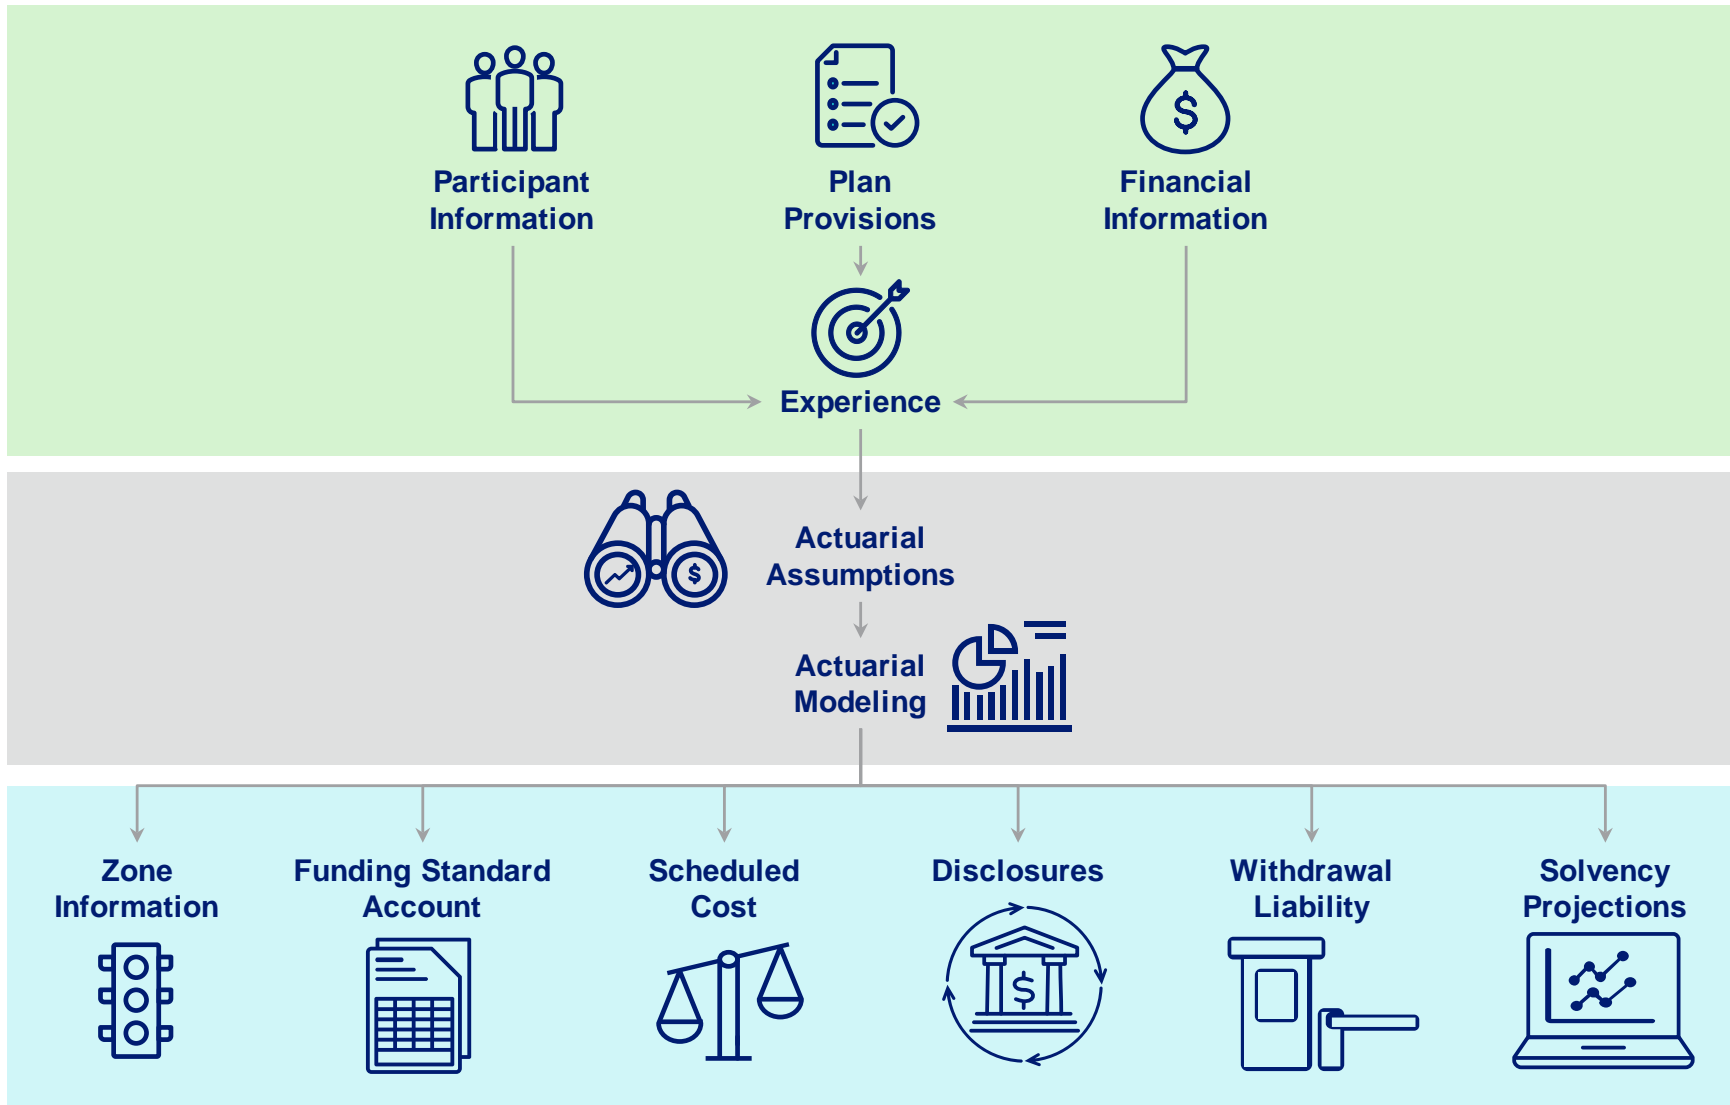 $
Participant
Information
Plan
Provisions
Financial
Information
Experience
$
Actuarial
Assumptions
Actuarial
Modeling
Zone
Information
Funding Standard
Account
Scheduled
Cost
Disclosures
Withdrawal
Liability
Solvency
Projections
$